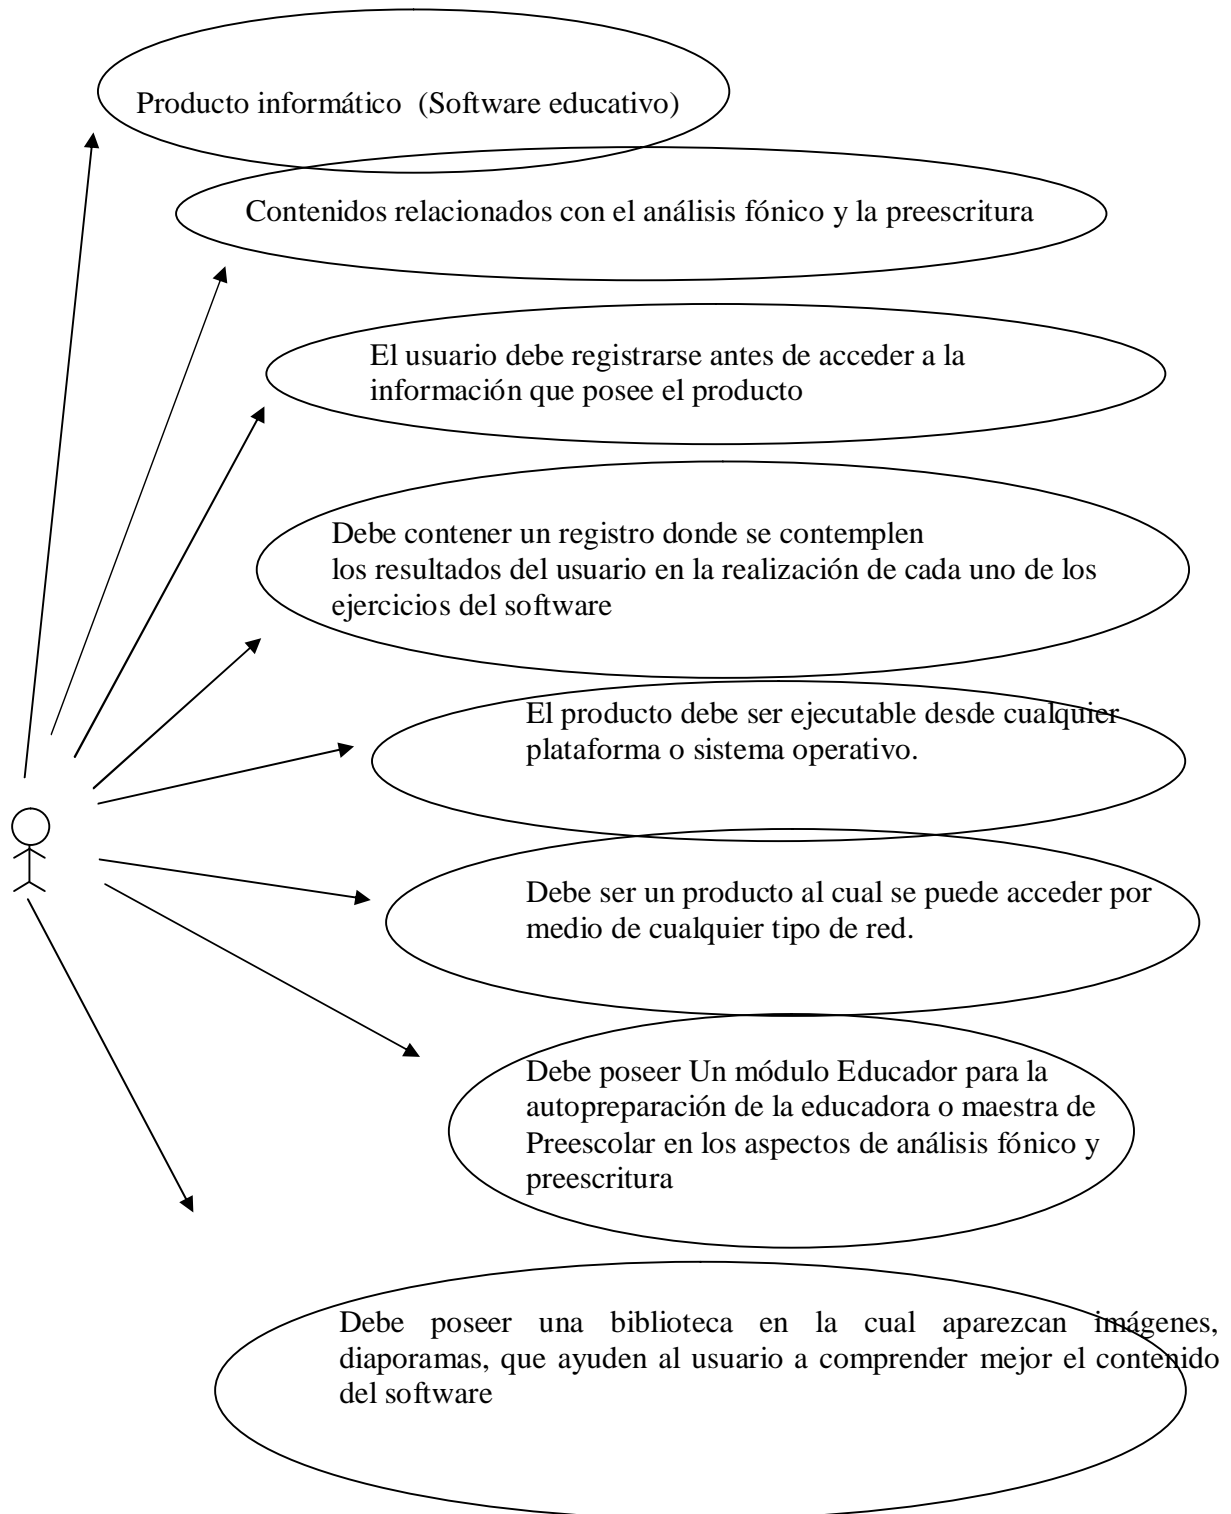 Producto informático (Software educativo)
Contenidos relacionados con el análisis fónico y la preescritura
El usuario debe registrarse antes de acceder a la
información que posee el producto
Debe contener un registro donde se contemplen
los resultados del usuario en la realización de cada uno de los
ejercicios del software
El producto debe ser ejecutable desde cualquier
plataforma o sistema operativo.
Debe ser un producto al cual se puede acceder por
medio de cualquier tipo de red.
Debe poseer Un módulo Educador para la
autopreparación de la educadora o maestra de
Preescolar en los aspectos de análisis fónico y
preescritura
Debe poseer una biblioteca en la cual aparezcan imágenes,
diaporamas, que ayuden al usuario a comprender mejor el contenido
del software